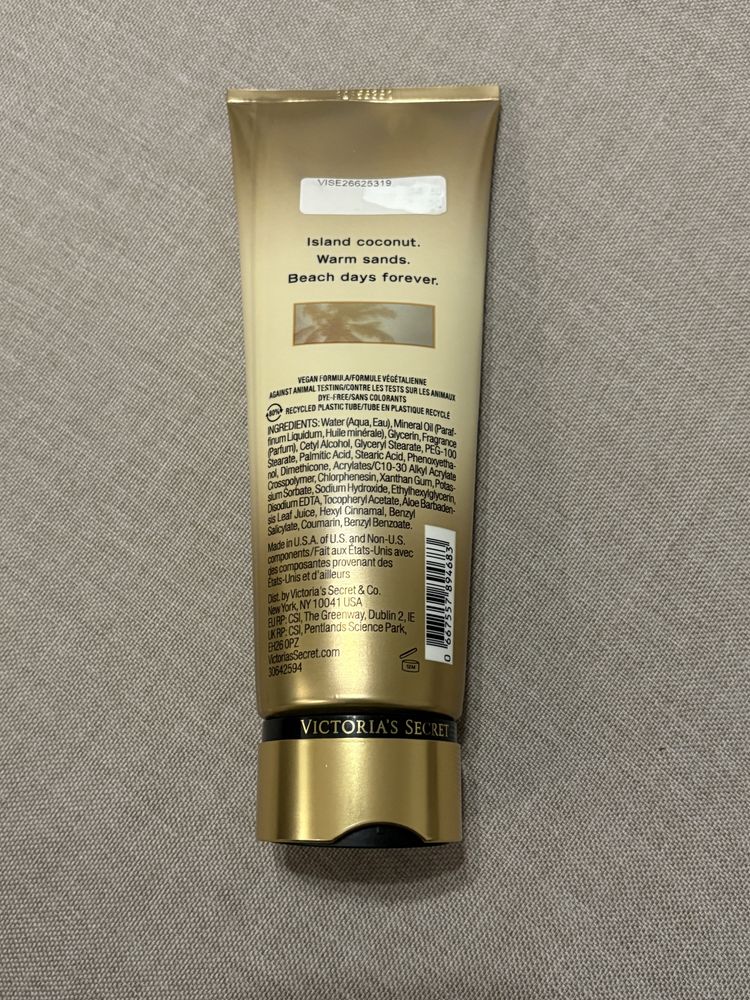 VISE26625319
Island coconut.
Warm sands.
Beach days forever.
VEGAN FORMULA/FORMULE VÉGÉTALIENNE
AGAINST ANIMAL TESTING/CONTRE LES TESTS SUR LES ANIMAUX
DYE-FREE/SANS COLORANTS
80% RECYCLED PLASTIC TUBE/TUBE EN PLASTIQUE RECYCLÉ
INGREDIENTS: Water (Aqua, Eau), Mineral Oil (Paraf-
finum Liquidum, Huile minérale), Glycerin, Fragrance
(Parfum), Cetyl Alcohol, Glyceryl Stearate, PEG-100
Stearate, Palmitic Acid, Stearic Acid, Phenoxyetha-
nol, Dimethicone, Acrylates/C10-30 Alkyl Acrylate
Crosspolymer, Chlorphenesin, Xanthan Gum, Potas-
sium Sorbate, Sodium Hydroxide, Ethylhexylglycerin,
Disodium EDTA, Tocopheryl Acetate, Aloe Barbaden-
sis Leaf Juice, Hexyl Cinnamal, Benzyl
Salicylate, Coumarin, Benzyl Benzoate.
Made in U.S.A. of U.S. and Non-U.S.
components/Fait aux États-Unis avec
des composantes provenant des
États-Unis et d'ailleurs
Dist. by Victoria's Secret & Co.
New York, NY 10041 USA
EU RP: CSI, The Greenway, Dublin 2, IE
UK RP: CSI, Pentlands Science Park,
EH26 0PZ
VictoriasSecret.com
30642594
12M
0 667557 894683
VICTORIA'S SECRET